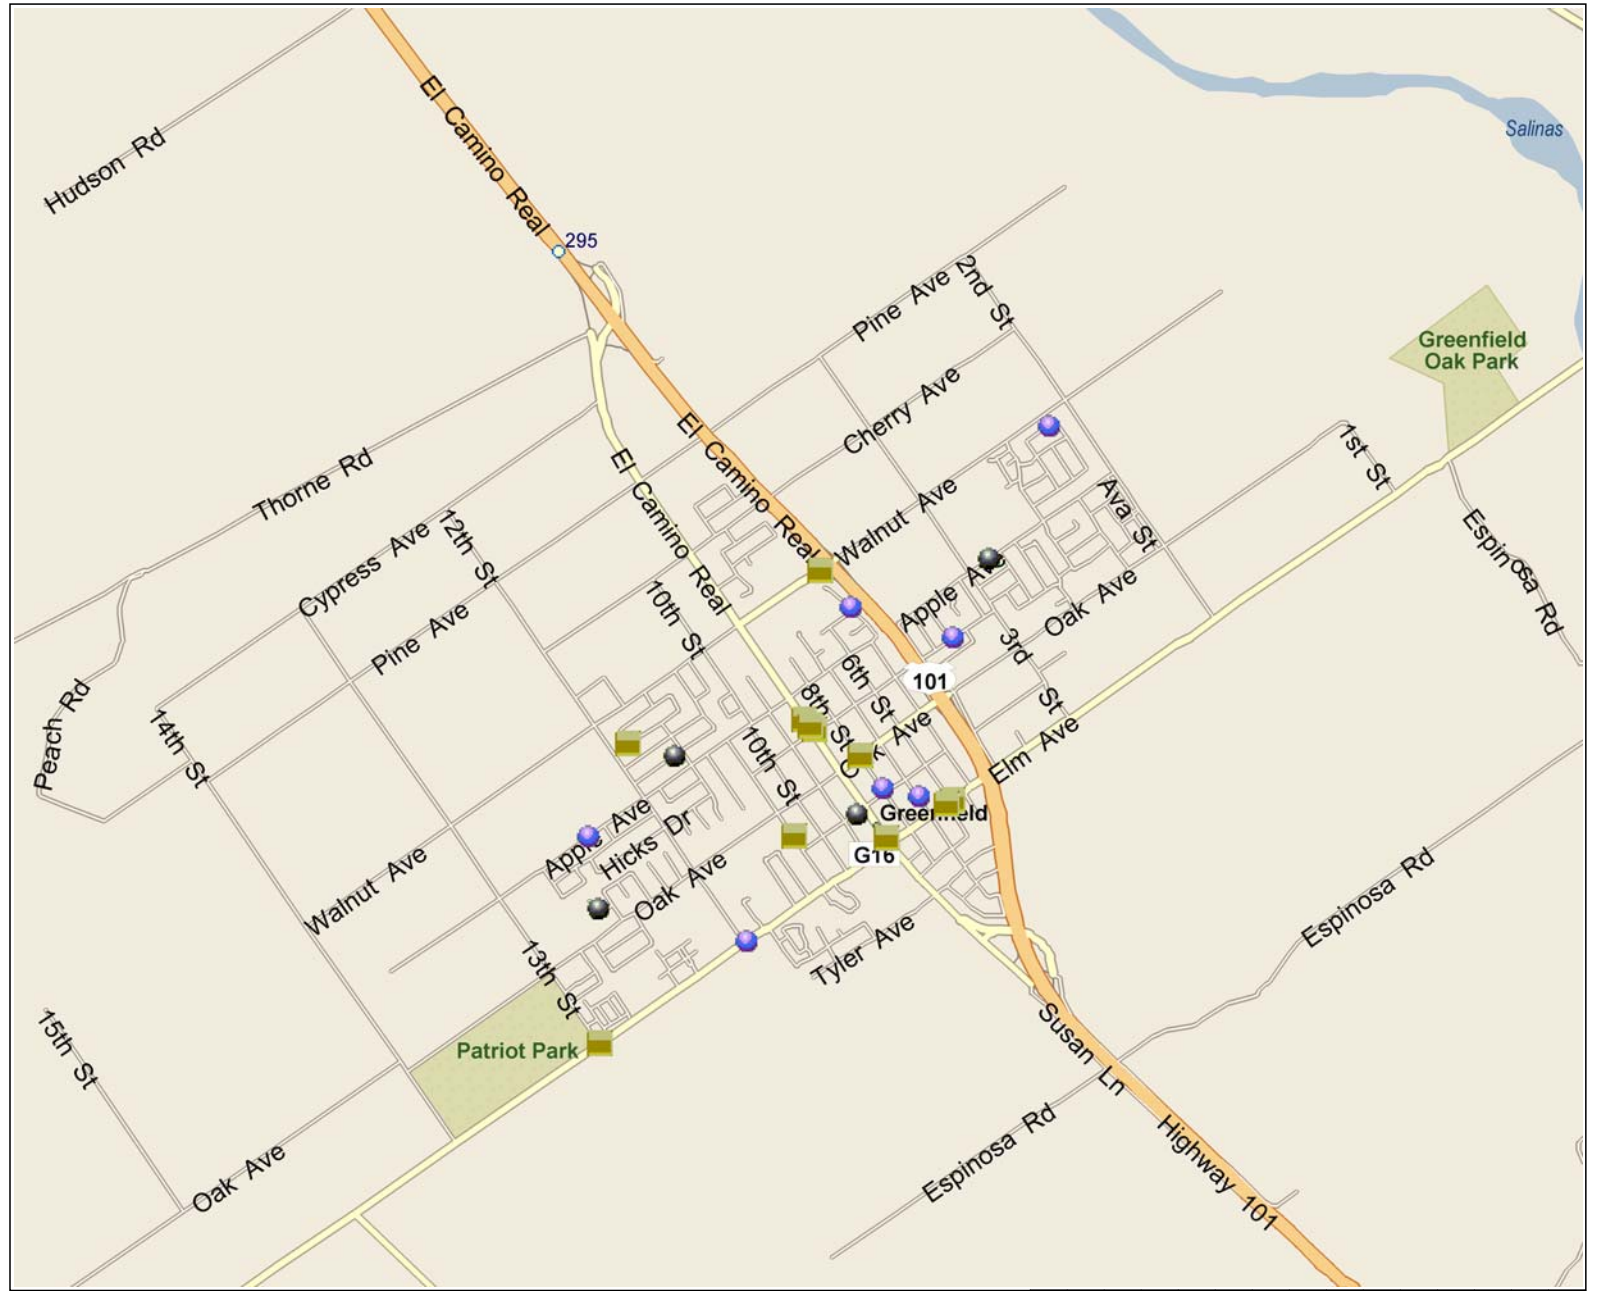 El Camino Real
Hudson Rd
Salinas
295
Pine Ave
2nd St
Greenfield
Oak Park
Cherry Ave
El Camino Real
1st St
Thorne Rd
El Camino Real
Walnut Ave
Ava St
Cypress Ave
12th St
Espinosa Rd
Apple Ave
Oak Ave
10th St
Pine Ave
3rd St
6th St
101
8th St
Peach Rd
14th St
10th St
Oak Ave
Elm Ave
Apple Ave
Greenfield
Hicks Dr
G16
Walnut Ave
Oak Ave
Espinosa Rd
Tyler Ave
13th St
15th St
Patriot Park
Susan Ln
Espinosa Rd
Oak Ave
Highway 101